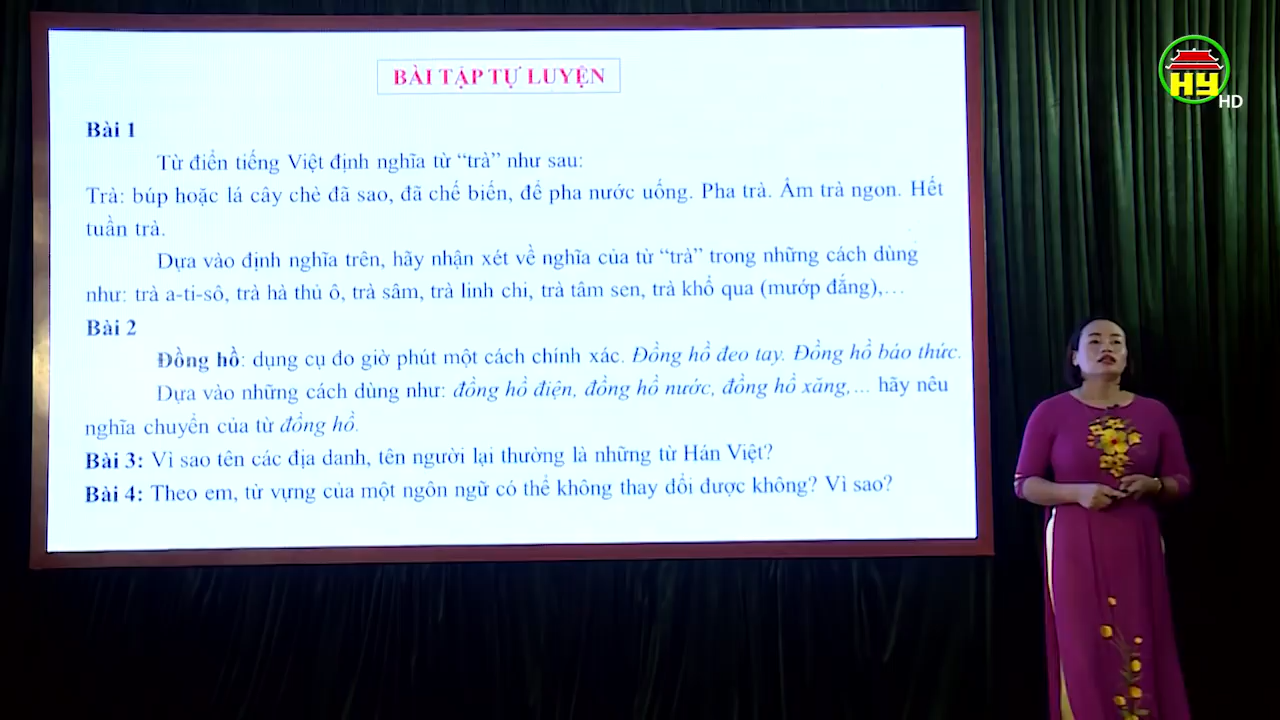 BÀI TẬP TỰ LUYỆN
Bài 1
Từ điển tiếng Việt định nghĩa từ “trà” như sau:
Trà: búp hoặc lá cây chè đã sao, đã chế biến, để pha nước uống. Pha trà. Ấm trà ngon. Hết
tuần trà.
Dựa vào định nghĩa trên, hãy nhận xét về nghĩa của từ “trà” trong những cách dùng
như: trà a-ti-sô, trà hà thủ ô, trà sâm, trà linh chi, trà tâm sen, trà khổ qua (mướp đắng),…
Bài 2
Đồng hồ: dụng cụ đo giờ phút một cách chính xác. Đồng hồ đeo tay. Đồng hồ báo thức.
Dựa vào những cách dùng như: đồng hồ điện, đồng hồ nước, đồng hồ xăng,… hãy nêu
nghĩa chuyển của từ đồng hồ.
Bài 3: Vì sao tên các địa danh, tên người lại thường là những từ Hán Việt?
Bài 4: Theo em, từ vựng của một ngôn ngữ có thể không thay đổi được không? Vì sao?
HY
HD